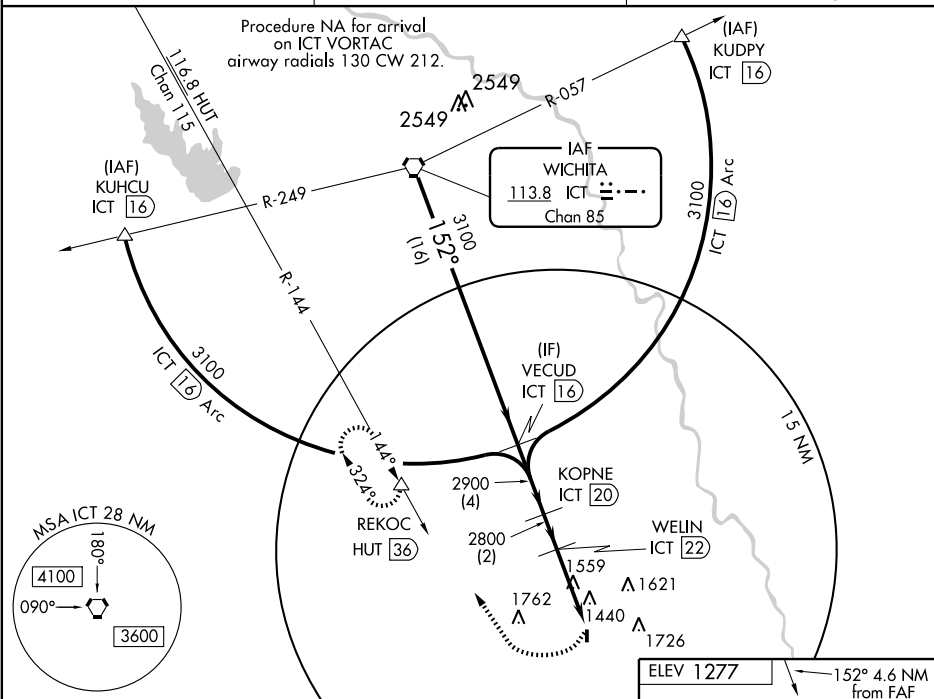 Procedure NA for arrival
on ICT VORTAC
airway radials 130 CW 212.
(IAF)
KUDPY
ICT 16
116.8 HUT
Chan 115
2549
2549
R-057
IAF
WICHITA
113.8 ICT
Chan 85
(IAF)
KUHCU
ICT 16
R-249
3100
152°
(16)
3100
ICT 16 Arc
R-144
3100
ICT 16 Arc
(IF)
VECUD
ICT 16
15 NM
144°
324°
2900
(4)
KOPNE
ICT 20
REKOC
HUT 36
2800
(2)
WELIN
ICT 22
MSA ICT 28 NM
180°
4100
090°
3600
1559
1621
1762
1440
1726
ELEV 1277
152° 4.6 NM
from FAF